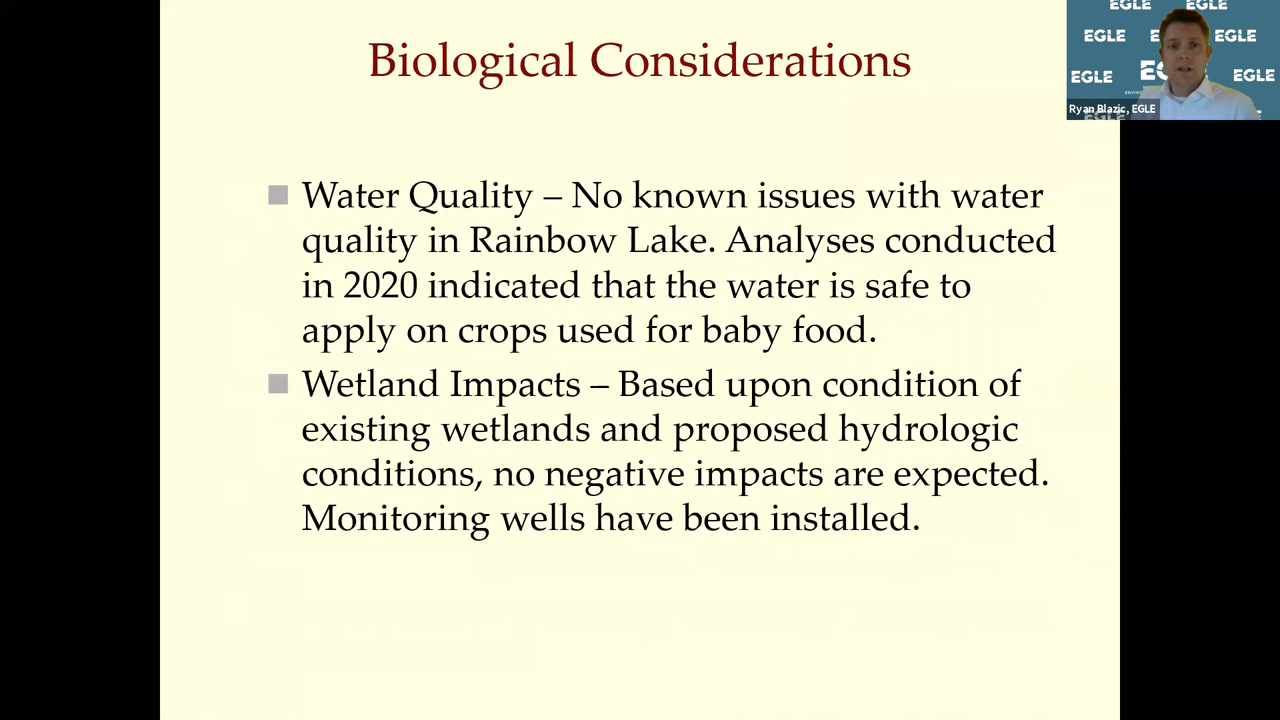 Biological Considerations
Water Quality – No known issues with water
quality in Rainbow Lake. Analyses conducted
in 2020 indicated that the water is safe to
apply on crops used for baby food.
Wetland Impacts – Based upon condition of
existing wetlands and proposed hydrologic
conditions, no negative impacts are expected.
Monitoring wells have been installed.
EGLE EGLE
EGLE EGLE
EGLE EGLE
Ryan Blazic, EGLE
EGLE